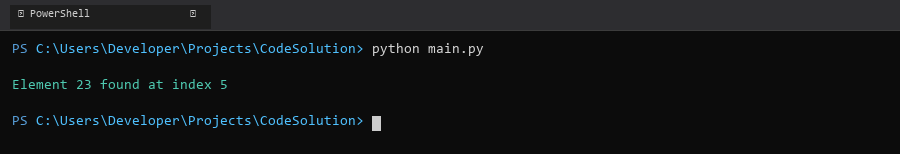 PowerShell
PS C:\Users\Developer\Projects\CodeSolution> python main.py
Element 23 found at index 5
PS C:\Users\Developer\Projects\CodeSolution>